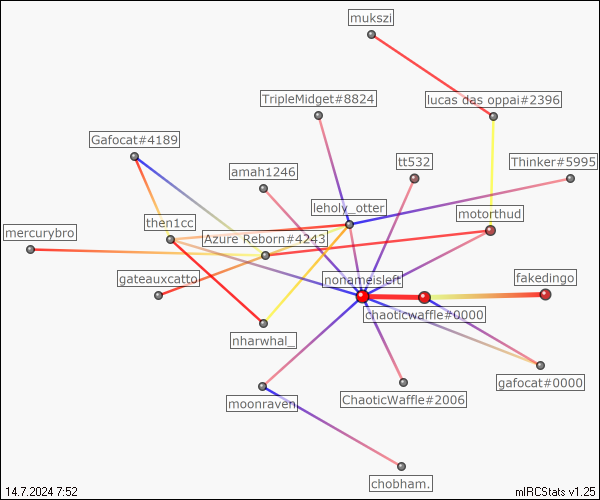 mukszi
TripleMidget#8824
lucas das oppai#2396
Gafocat#4189
tt532
Thinker#5995
amah1246
leholy_otter
motorthud
then1cc
mercurybro
Azure Reborn#4243
gateauxcatto
nonameisleft
fakedingo
chaoticwaffle#0000
nharwhal_
gafocat#0000
moonraven
ChaoticWaffle#2006
chobham.
14.7.2024 7:52
mIRCStats v1.25